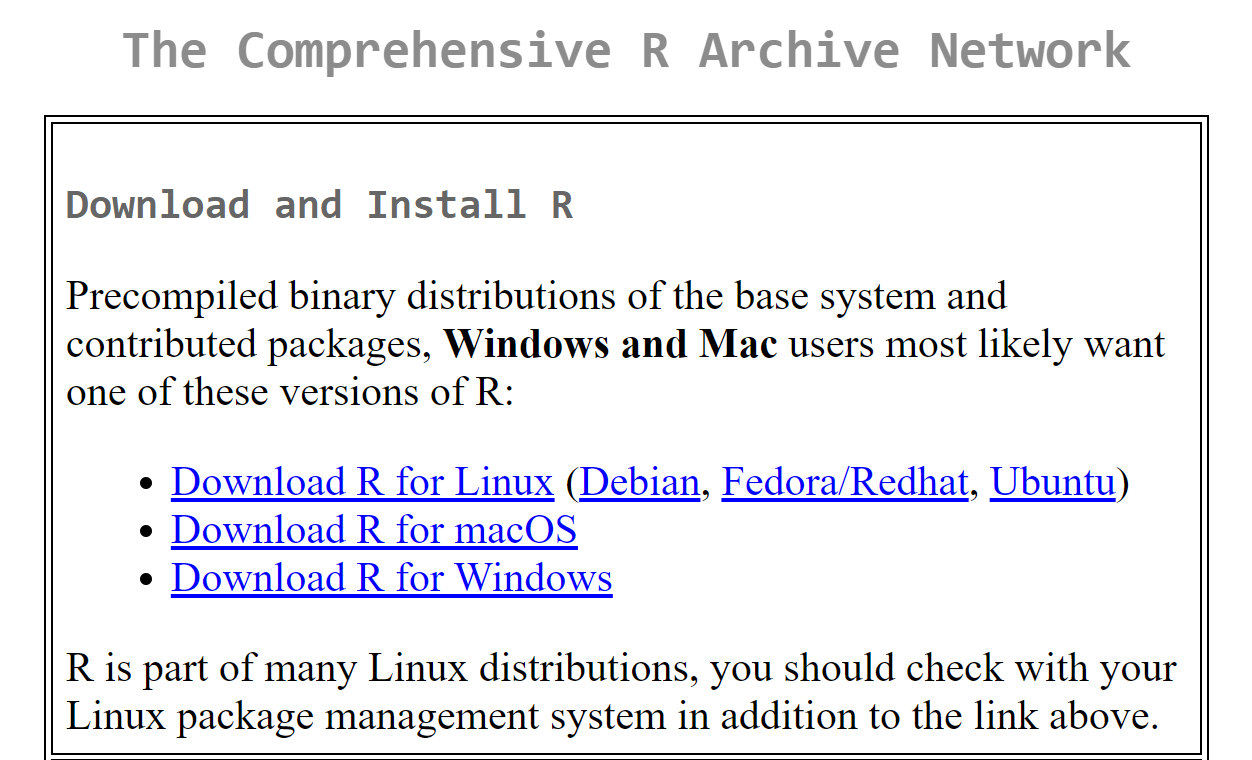 The Comprehensive R Archive Network
Download and Install R
Precompiled binary distributions of the base system and
contributed packages, Windows and Mac users most likely want
one of these versions of R:
• Download R for Linux (Debian, Fedora/Redhat, Ubuntu)
• Download R for macOS
• Download R for Windows
R is part of many Linux distributions, you should check with your
Linux package management system in addition to the link above.